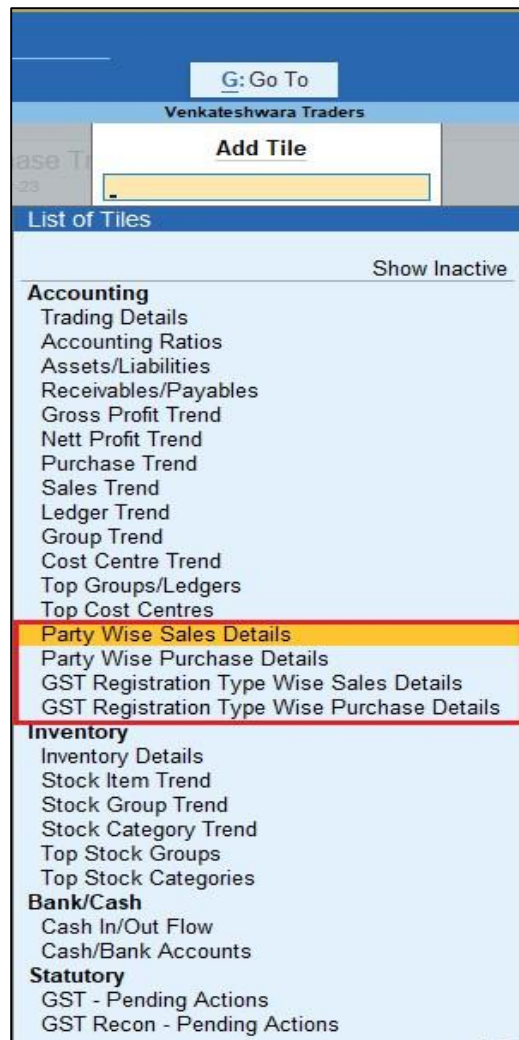 G: Go To
Venkateshwara Traders
Add Tile
ase Tr
-23
List of Tiles
Show Inactive
Accounting
Trading Details
Accounting Ratios
Assets/Liabilities
Receivables/Payables
Gross Profit Trend
Nett Profit Trend
Purchase Trend
Sales Trend
Ledger Trend
Group Trend
Cost Centre Trend
Top Groups/Ledgers
Top Cost Centres
Party Wise Sales Details
Party Wise Purchase Details
GST Registration Type Wise Sales Details
GST Registration Type Wise Purchase Details
Inventory
Inventory Details
Stock Item Trend
Stock Group Trend
Stock Category Trend
Top Stock Groups
Top Stock Categories
Bank/Cash
Cash In/Out Flow
Cash/Bank Accounts
Statutory
GST - Pending Actions
GST Recon - Pending Actions